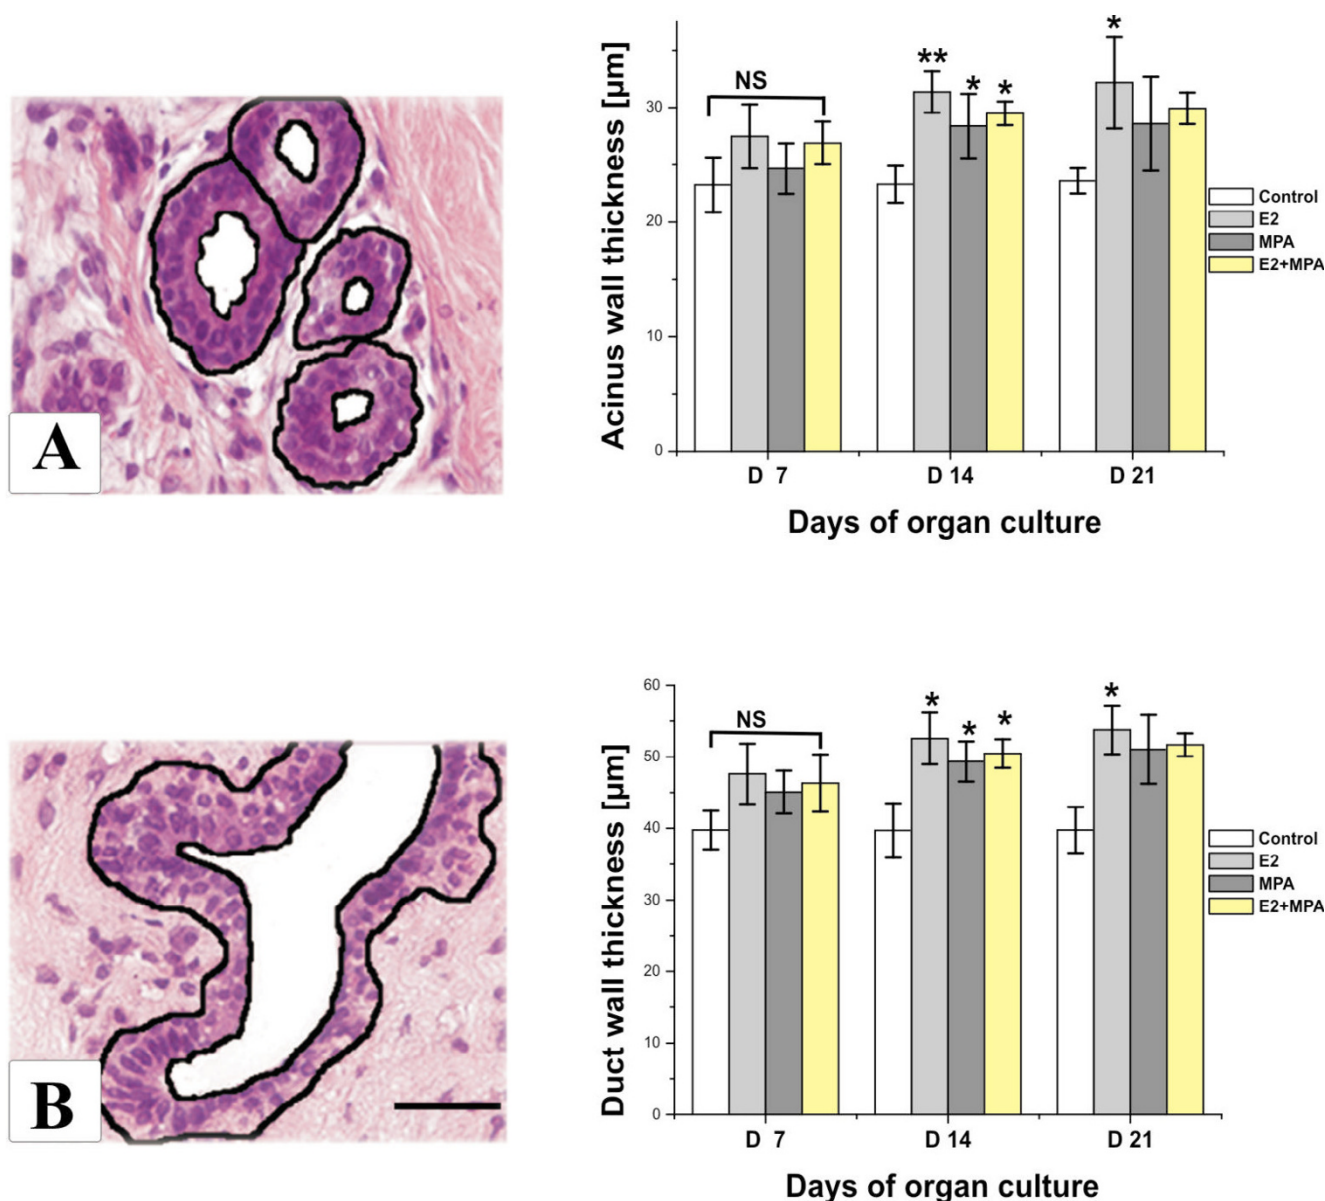 A
Acinus wall thickness [µm]
30
20
10
0
NS
**
*
*
*
Control
E2
MPA
E2+MPA
D 7
D 14
D 21
Days of organ culture
B
Duct wall thickness [µm]
60
50
40
30
20
10
0
NS
*
*
*
*
Control
E2
MPA
E2+MPA
D 7
D 14
D 21
Days of organ culture